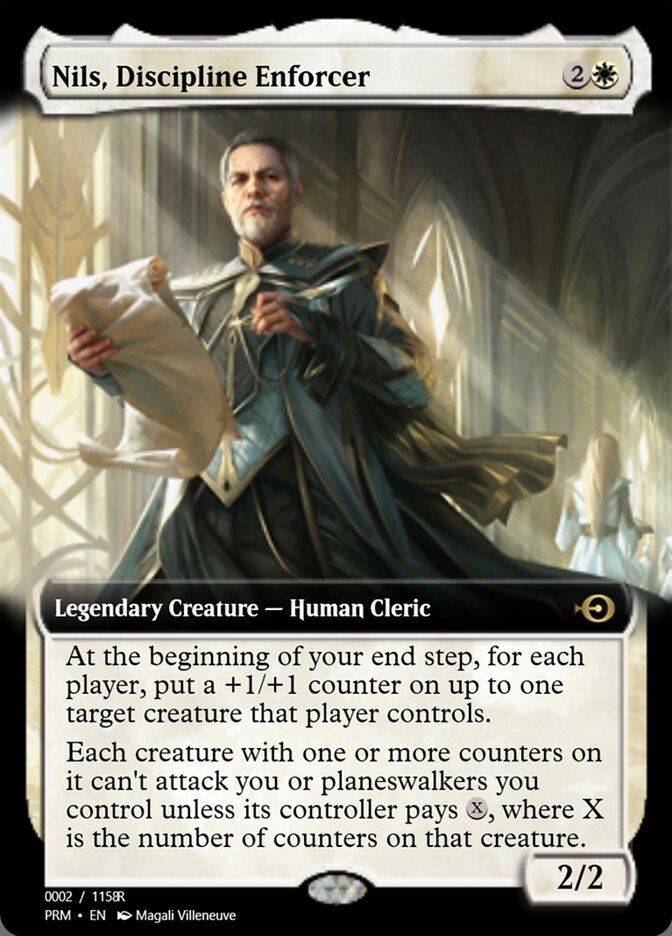 Nils, Discipline Enforcer 2
Legendary Creature — Human Cleric
At the beginning of your end step, for each
player, put a +1/+1 counter on up to one
target creature that player controls.
Each creature with one or more counters on
it can't attack you or planeswalkers you
control unless its controller pays X, where X
is the number of counters on that creature.
2/2
0002 / 1158R
PRM • EN Magali Villeneuve